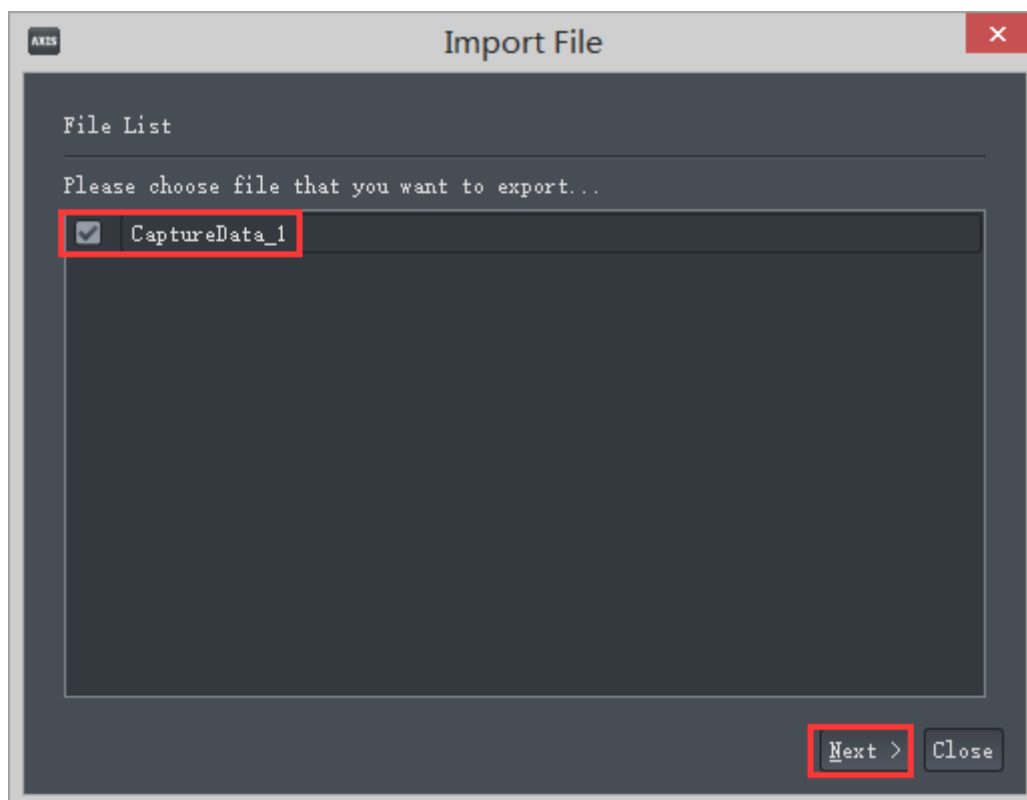 AXIS
Import File
File List
Please choose file that you want to export...
CaptureData_1
Next >
Close